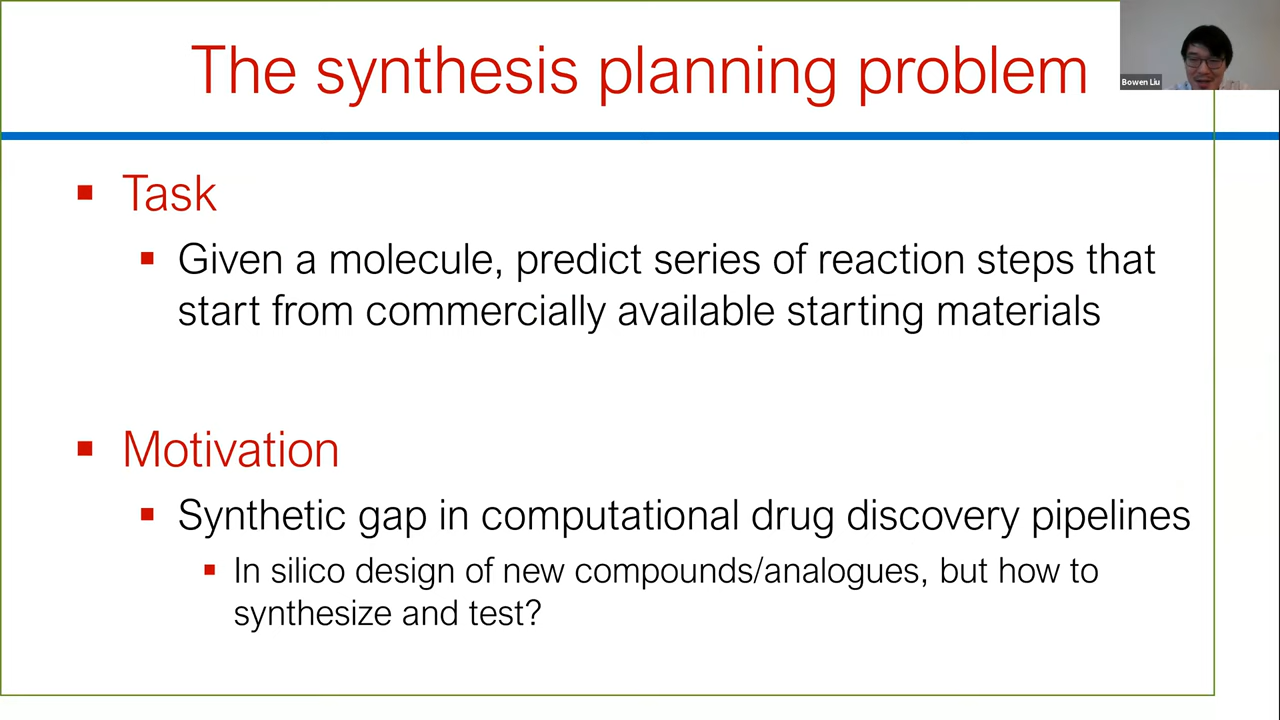 The synthesis planning problem
Bowen Liu
Task
Given a molecule, predict series of reaction steps that
start from commercially available starting materials
Motivation
Synthetic gap in computational drug discovery pipelines
In silico design of new compounds/analogues, but how to
synthesize and test?